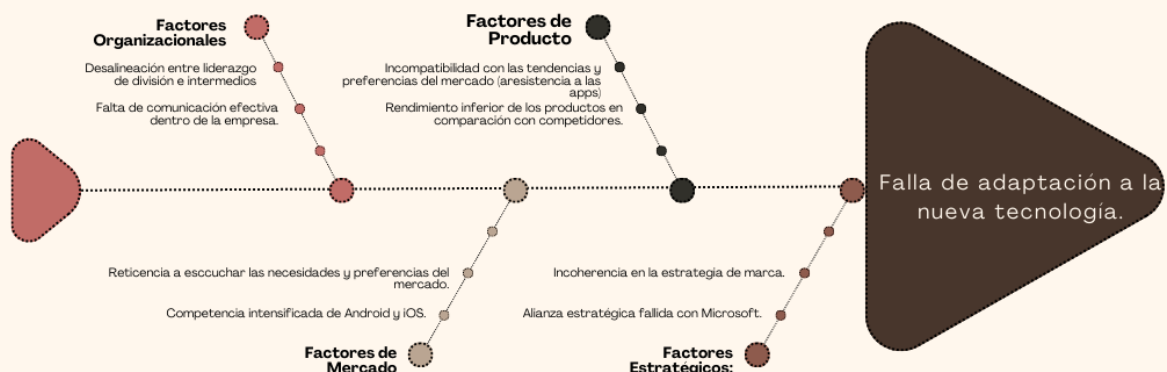 Factores
Organizacionales
Desalineación entre liderazgo
de división e intermedios
Falta de comunicación efectiva
dentro de la empresa.
Factores de
Producto
Incompatibilidad con las tendencias y
preferencias del mercado (aresistencia a las
apps)
Rendimiento inferior de los productos en
comparación con competidores.
Falla de adaptación a la
nueva tecnología.
Reticencia a esccuchar las necesidades y preferencias del
mercado.
Competencia intensificada de Android y iOS.
Factores de
Mercado
Incoherencia en la estrategia de marca.
Alianza estratégica fallida con Microsoft.
Factores
Estratégicos: